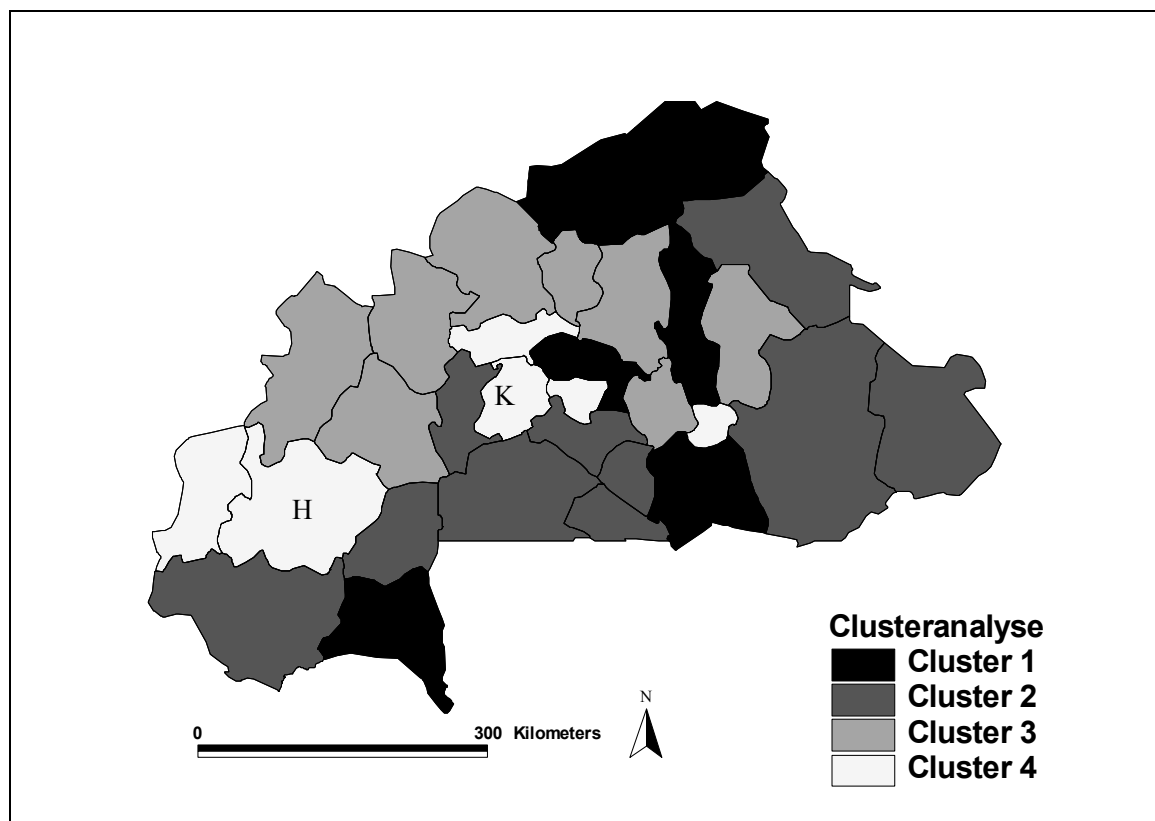 K
H
Clusteranalyse
Cluster 1
Cluster 2
Cluster 3
Cluster 4
N
0 300 Kilometers